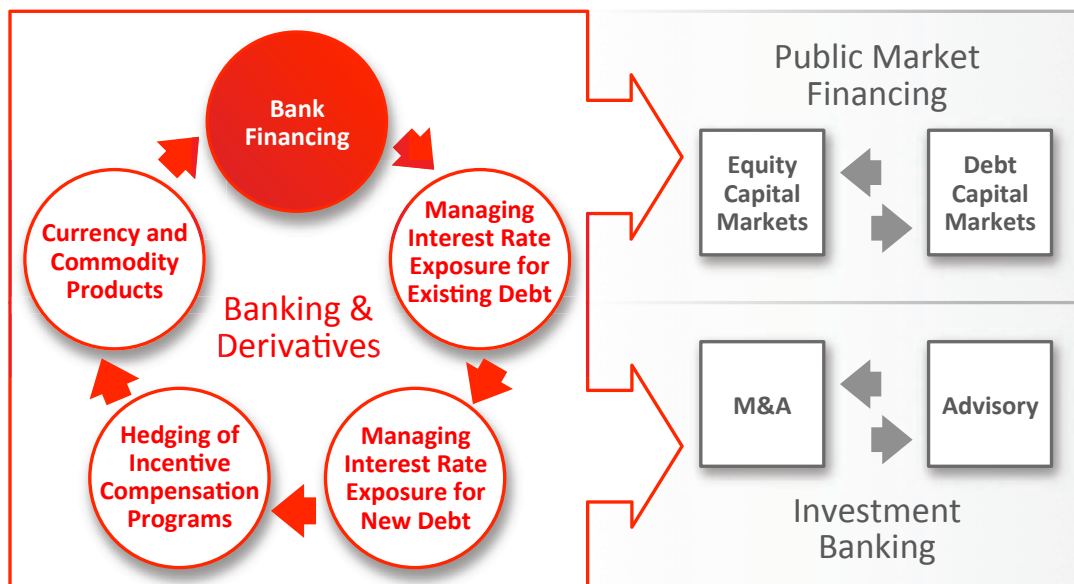 Bank
Financing
Managing
Interest Rate
Exposure for
Existing Debt
Managing
Interest Rate
Exposure for
New Debt
Hedging of
Incentive
Compensation
Programs
Currency and
Commodity
Products
Banking &
Derivatives
Public Market
Financing
Equity
Capital
Markets
Debt
Capital
Markets
M&A
Advisory
Investment
Banking